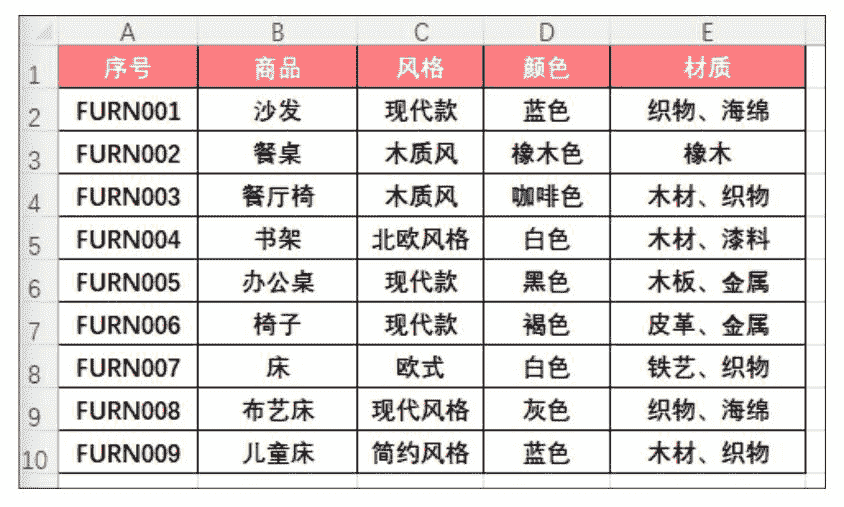 A B C D E
1 序号 商品 风格 颜色 材质
2 FURN001 沙发 现代款 蓝色 织物、海绵
3 FURN002 餐桌 木质风 橡木色 橡木
4 FURN003 餐厅椅 木质风 咖啡色 木材、织物
5 FURN004 书架 北欧风格 白色 木材、漆料
6 FURN005 办公桌 现代款 黑色 木板、金属
7 FURN006 椅子 现代款 褐色 皮革、金属
8 FURN007 床 欧式 白色 铁艺、织物
9 FURN008 布艺床 现代风格 灰色 织物、海绵
10 FURN009 儿童床 简约风格 蓝色 木材、织物